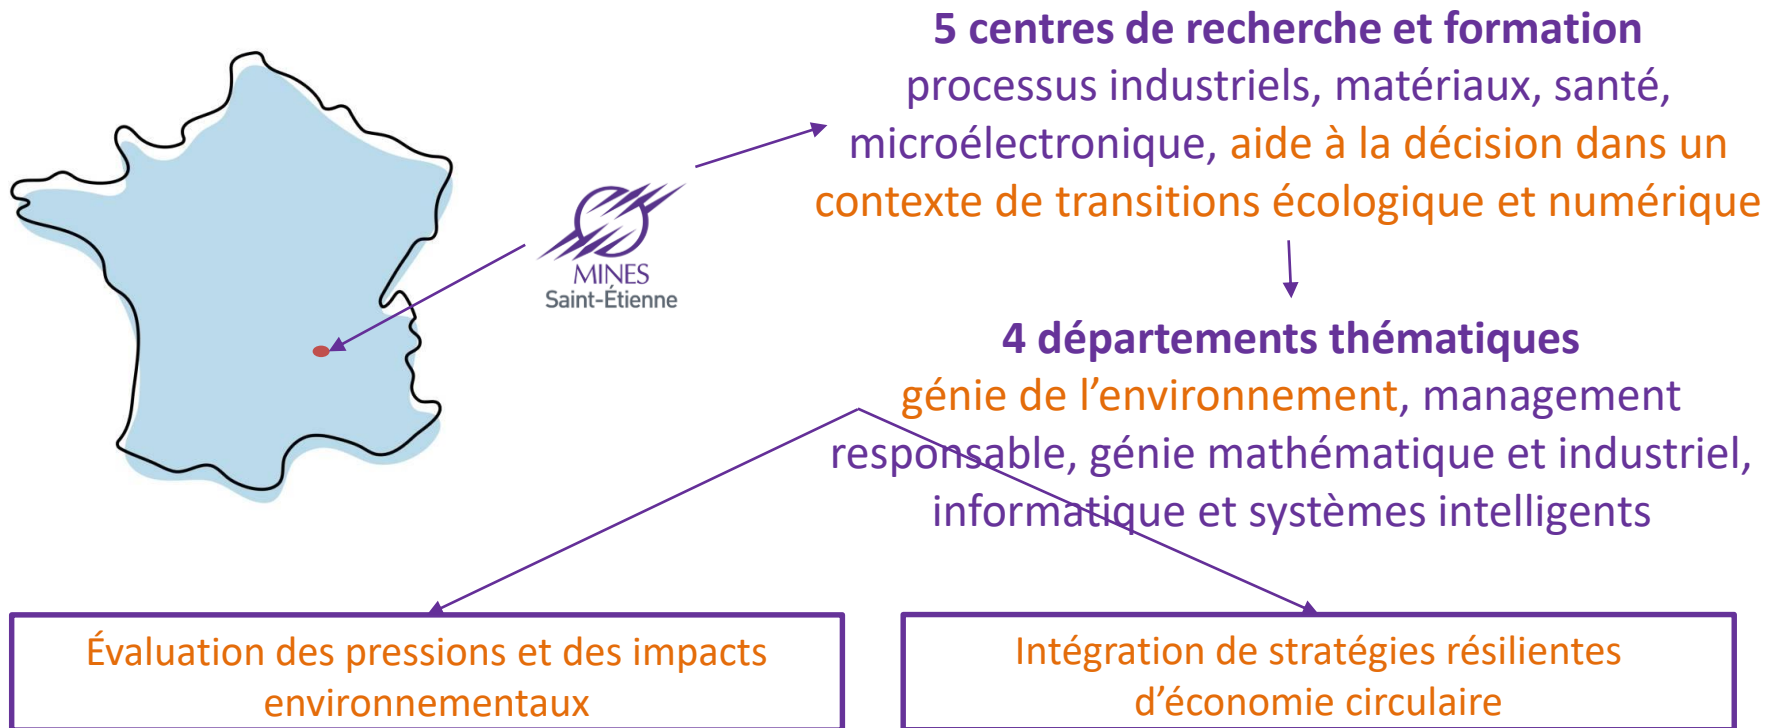 5 centres de recherche et formation
processus industriels, matériaux, santé,
microélectronique, aide à la décision dans un
contexte de transitions écologique et numérique
MINES
Saint-Étienne
4 départements thématiques
génie de l’environnement, management
responsable, génie mathématique et industriel,
informatique et systèmes intelligents
Évaluation des pressions et des impacts
environnementaux
Intégration de stratégies résilientes
d’économie circulaire